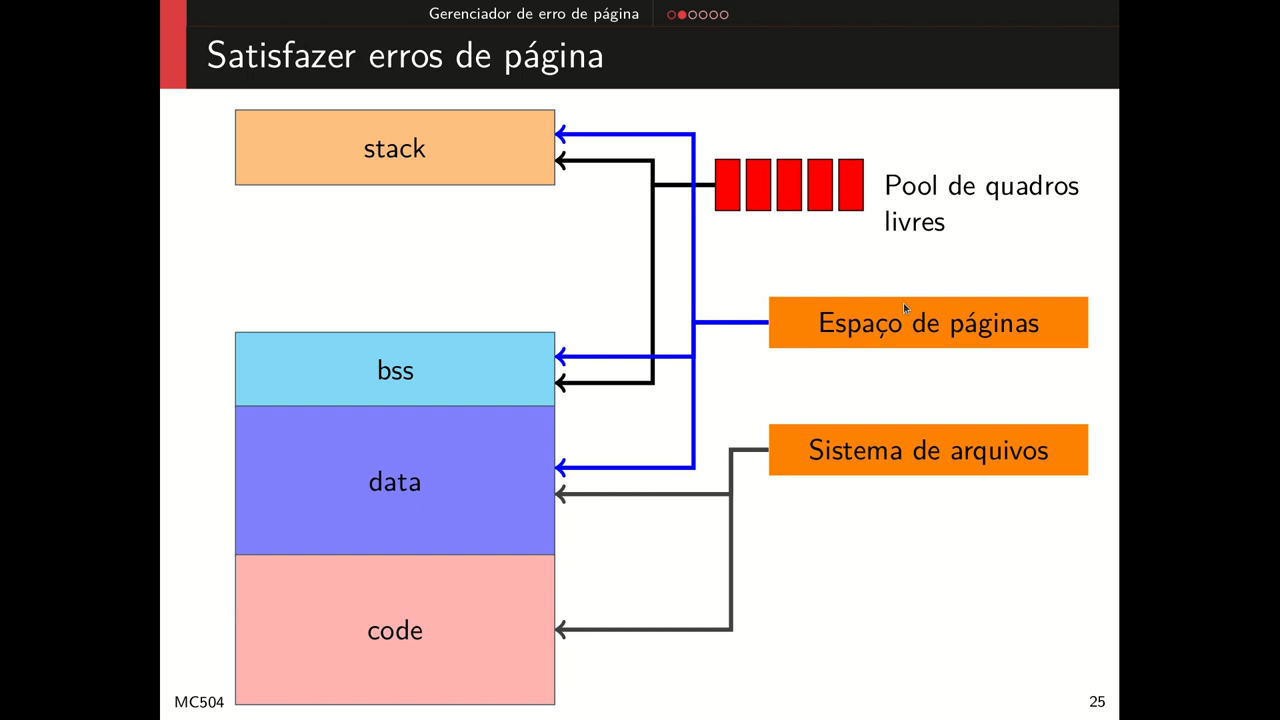 Gerenciador de erro de página
Satisfazer erros de página
stack
Pool de quadros
livres
Espaço de páginas
bss
Sistema de arquivos
data
code
MC504
25